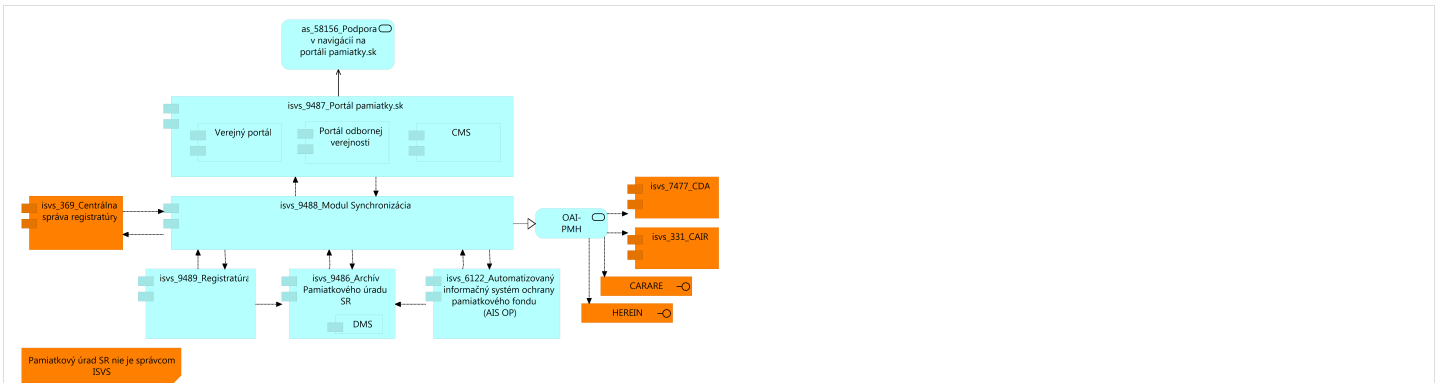 as_58156_Podpora
v navigácií na
portáli pamiatky.sk
isvs_9487_Portál pamiatky.sk
Verejný portál
Portál odbornej
verejnosti
CMS
isvs_7477_CDA
isvs_369_Centrálna
správa registratúry
isvs_9488_Modul Synchronizácia
OAI-
PMH
isvs_331_CAIR
isvs_9489_Registratúra
isvs_9486_Archív
Pamiatkového úradu
SR
DMS
isvs_6122_Automatizovaný
informačný systém ochrany
pamiatkového fondu
(AIS OP)
CARARE
HEREIN
Pamiatkový úrad SR nie je správcom
ISVS